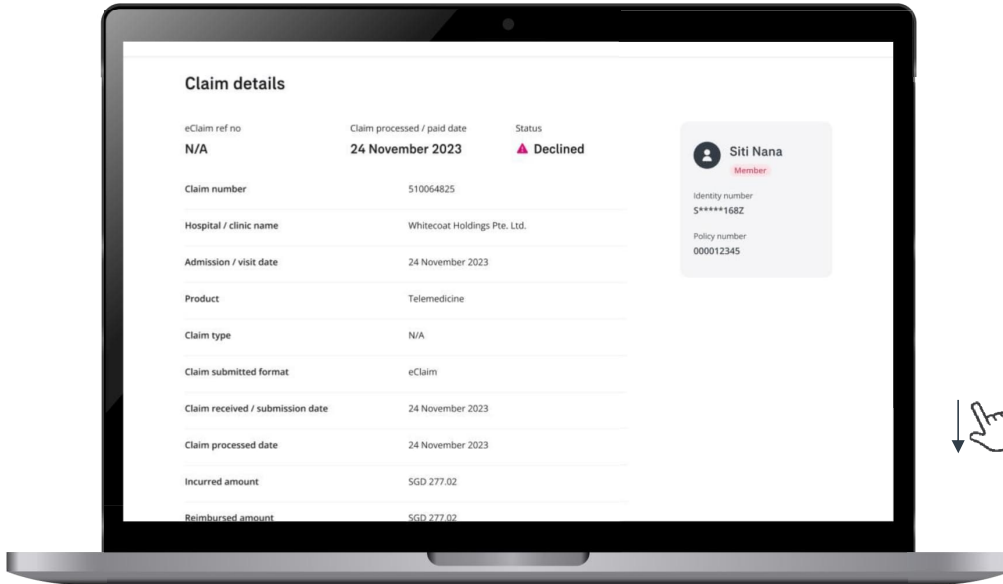 Claim details
eClaim ref no Claim processed / paid date Status
N/A 24 November 2023 Declined
Claim number 510064825
Hospital / clinic name Whitecoat Holdings Pte. Ltd.
Admission / visit date 24 November 2023
Product Telemedicine
Claim type N/A
Claim submitted format eClaim
Claim received / submission date 24 November 2023
Claim processed date 24 November 2023
Incurred amount SGD 277.02
Reimbursed amount SGD 277.02
Siti Nana
Member
Identity number
S*****168Z
Policy number
000012345